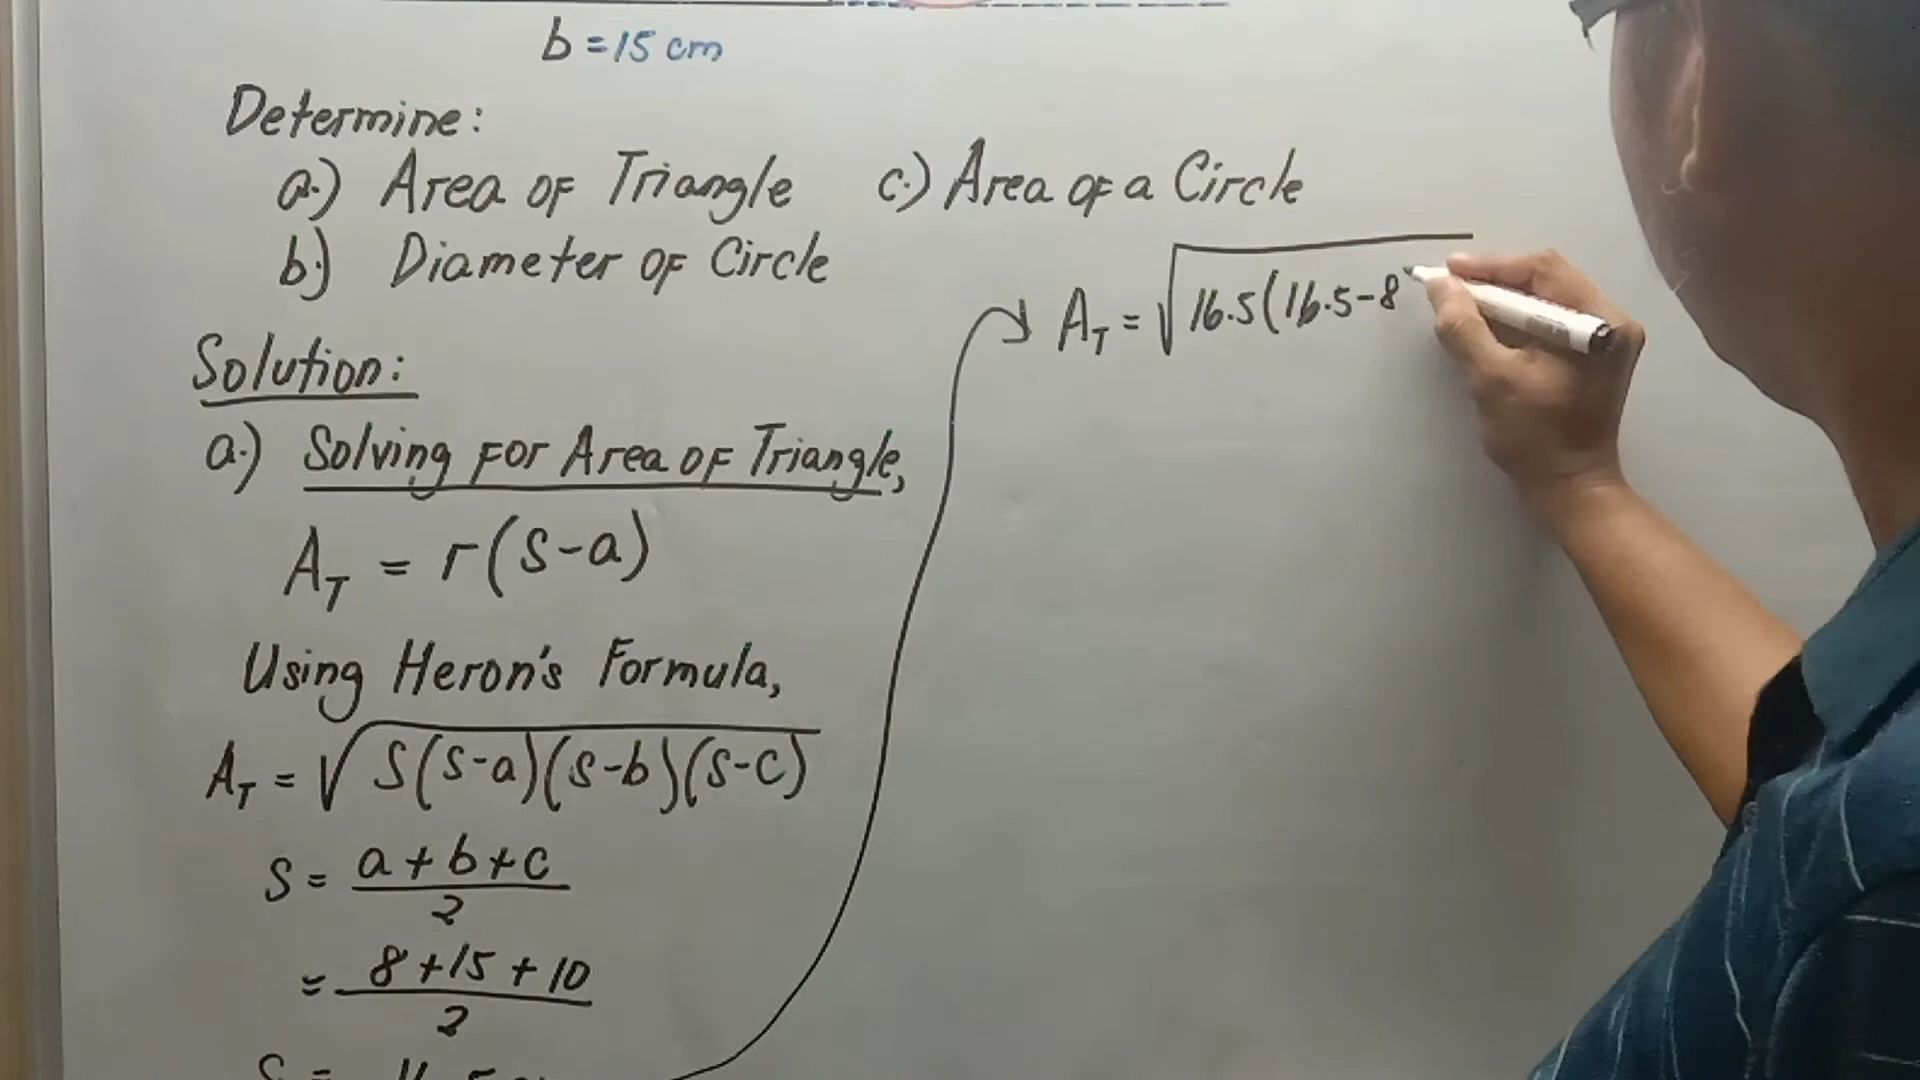 b = 15 cm
Determine:
a.) Area of Triangle
c.) Area of a Circle
b.) Diameter of Circle
Solution:
a.) Solving for Area of Triangle,
A_T = r(s-a)
Using Heron's Formula,
A_T = √S(s-a)(s-b)(s-c)
S = a+b+c
2
= 8+15+10
2
A_T = √16.5(16.5-8